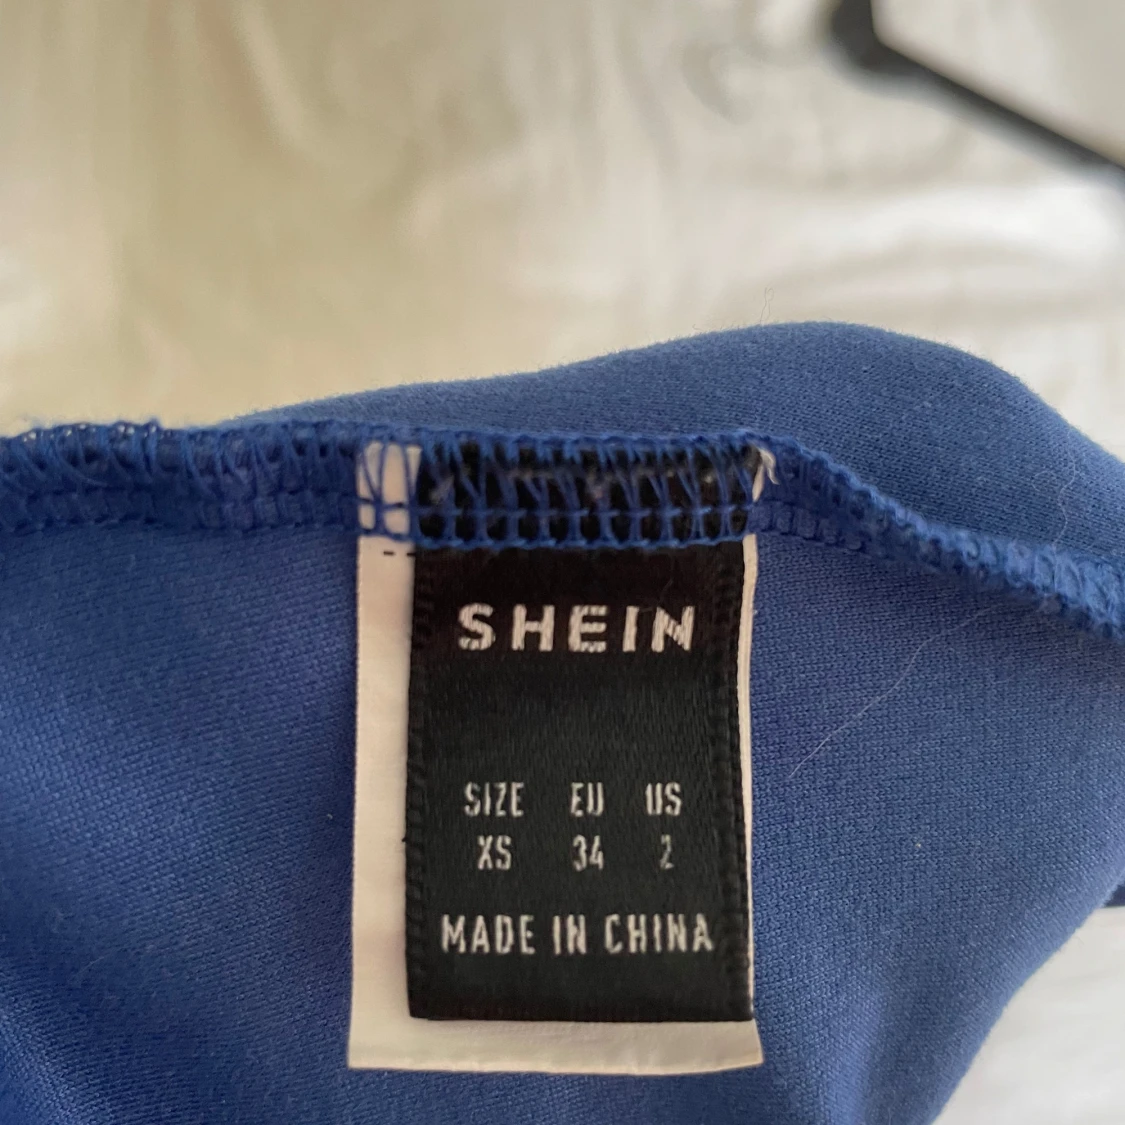 SHEIN
SIZE EU US
XS 34 2
MADE IN CHINA